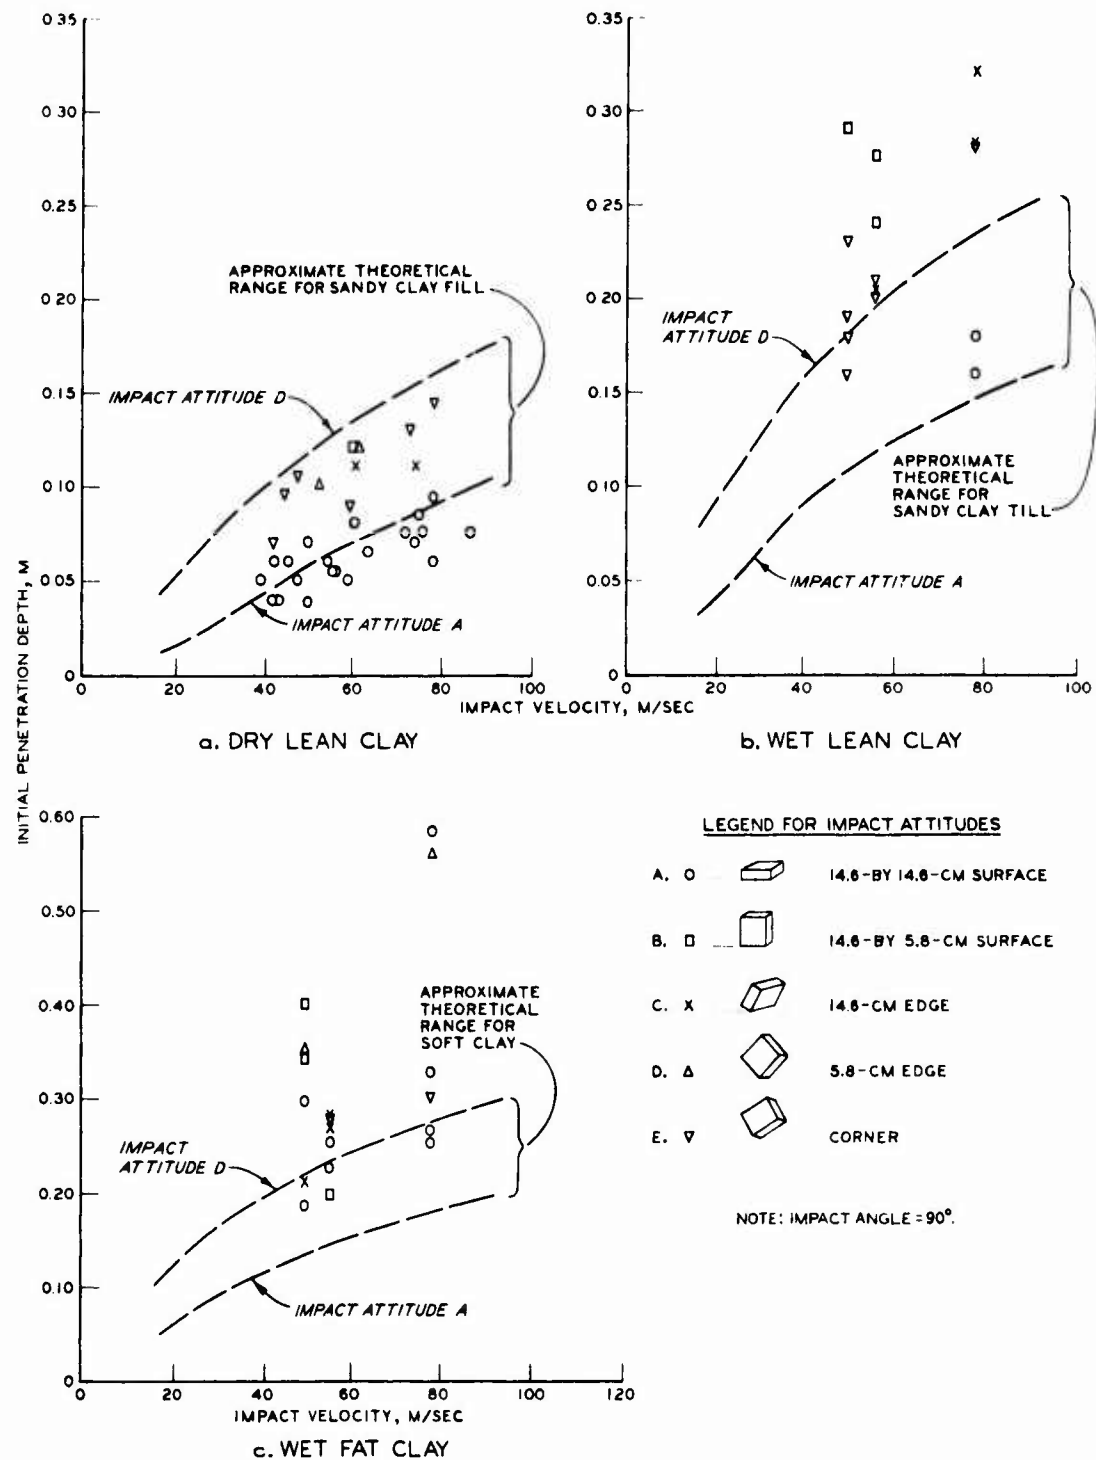 0.35
0.30
0.25
0.20
0.15
0.10
0.05
0
0
20
40
60
80
100
APPROXIMATE THEORETICAL
RANGE FOR SANDY CLAY FILL
IMPACT ATTITUDE D
IMPACT ATTITUDE A
a. DRY LEAN CLAY
0.35
0.30
0.25
0.20
0.15
0.10
0.05
0
0
20
40
60
80
100
IMPACT
ATTITUDE D
APPROXIMATE
THEORETICAL
RANGE FOR
SANDY CLAY TILL
IMPACT ATTITUDE A
IMPACT VELOCITY, M/SEC
b. WET LEAN CLAY
INITIAL PENETRATION DEPTH, M
0.60
0.50
0.40
0.30
0.20
0.10
0
0
20
40
60
80
100
120
APPROXIMATE
THEORETICAL
RANGE FOR
SOFT CLAY
IMPACT
ATTITUDE D
IMPACT ATTITUDE A
IMPACT VELOCITY, M/SEC
c. WET FAT CLAY
LEGEND FOR IMPACT ATTITUDES
A. 14.6-BY 14.6-CM SURFACE
B. 14.6-BY 5.8-CM SURFACE
C. 14.6-CM EDGE
D. 5.8-CM EDGE
E. CORNER
NOTE: IMPACT ANGLE = 90°.